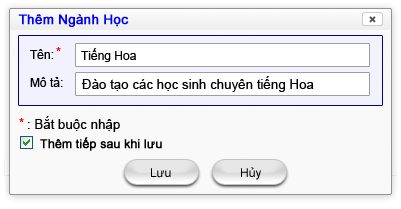 Thêm Ngành Học
Tên:* Tiếng Hoa
Mô tả: Đào tạo các học sinh chuyên tiếng Hoa
* : Bắt buộc nhập
Thêm tiếp sau khi lưu
Lưu Hủy